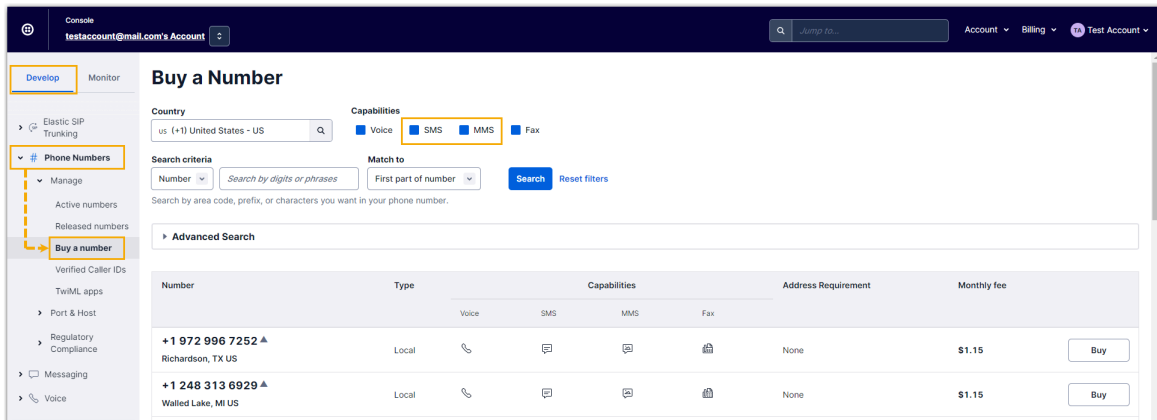 Console
testaccount@mail.com's Account
Jump to...
Account
Billing
TA Test Account
Develop
Monitor
Elastic SIP
Trunking
# Phone Numbers
Manage
Active numbers
Released numbers
Buy a number
Verified Caller IDs
TwiML apps
Port & Host
Regulatory
Compliance
Messaging
Voice
Buy a Number
Country
Capabilities
US (+1) United States - US
Voice
SMS
MMS
Fax
Search criteria
Match to
Number
Search by digits or phrases
First part of number
Search
Reset filters
Search by area code, prefix, or characters you want in your phone number.
Advanced Search
Number
Type
Capabilities
Address Requirement
Monthly fee
Voice
SMS
MMS
Fax
+1 972 996 7252
Richardson, TX US
Local
None
$1.15
Buy
+1 248 313 6929
Walled Lake, MI US
Local
None
$1.15
Buy